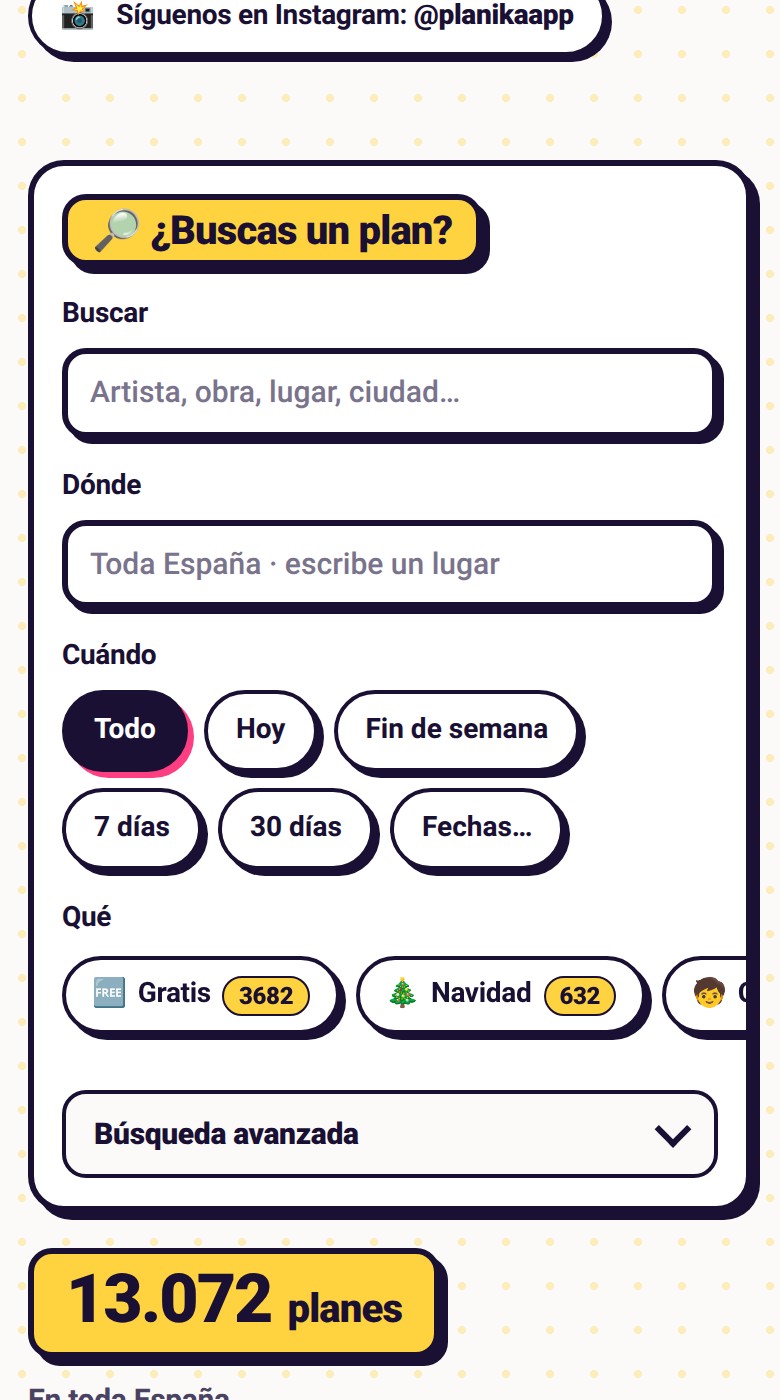 Síguenos en Instagram: @planikaapp
¿Buscas un plan?
Buscar
Artista, obra, lugar, ciudad…
Dónde
Toda España · escribe un lugar
Cuándo
Todo Hoy Fin de semana
7 días 30 días Fechas…
Qué
FREE Gratis 3682 Navidad 632
Búsqueda avanzada
13.072 planes
En toda España